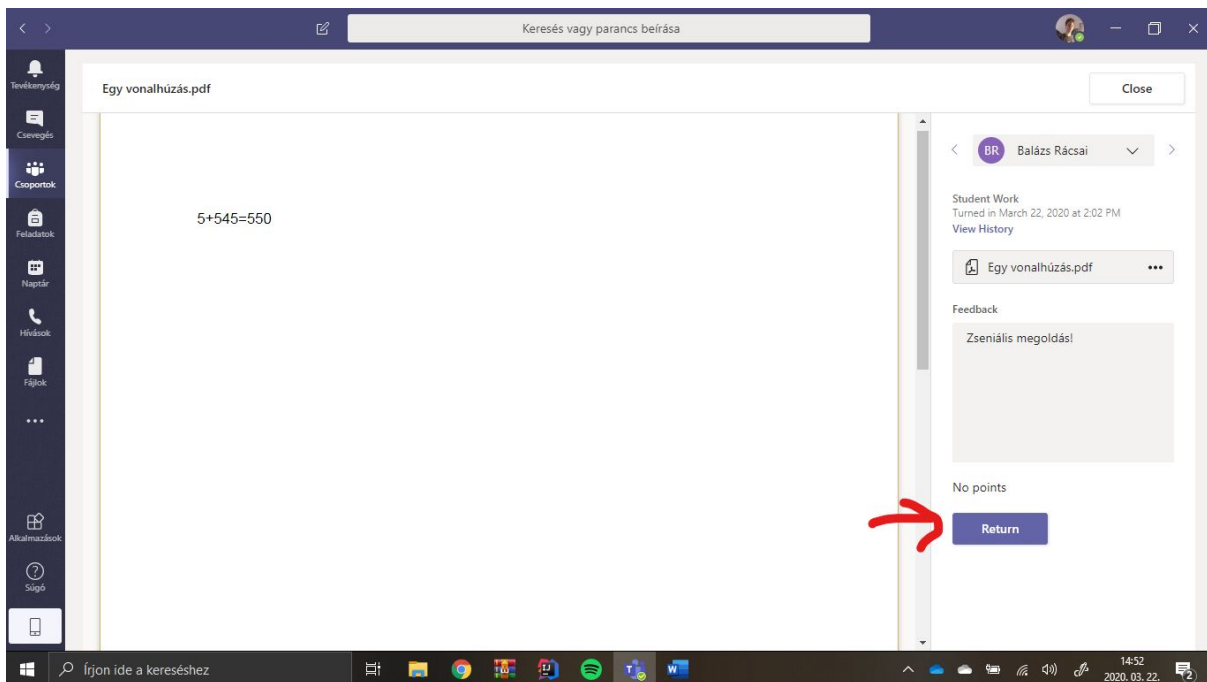 Keresés vagy parancs beírása
Tevékenység
Csevegés
Csoportok
Feladatok
Naptár
Hívások
Fájlok
Alkalmazások
Súgó
Egy vonalhúzás.pdf
Close
5+545=550
BR Balázs Rácsai
Student Work
Turned in March 22, 2020 at 2:02 PM
View History
Egy vonalhúzás.pdf
Feedback
Zseniális megoldás!
No points
Return
Írjon ide a kereséshez
W
14:52
2020. 03. 22.
2